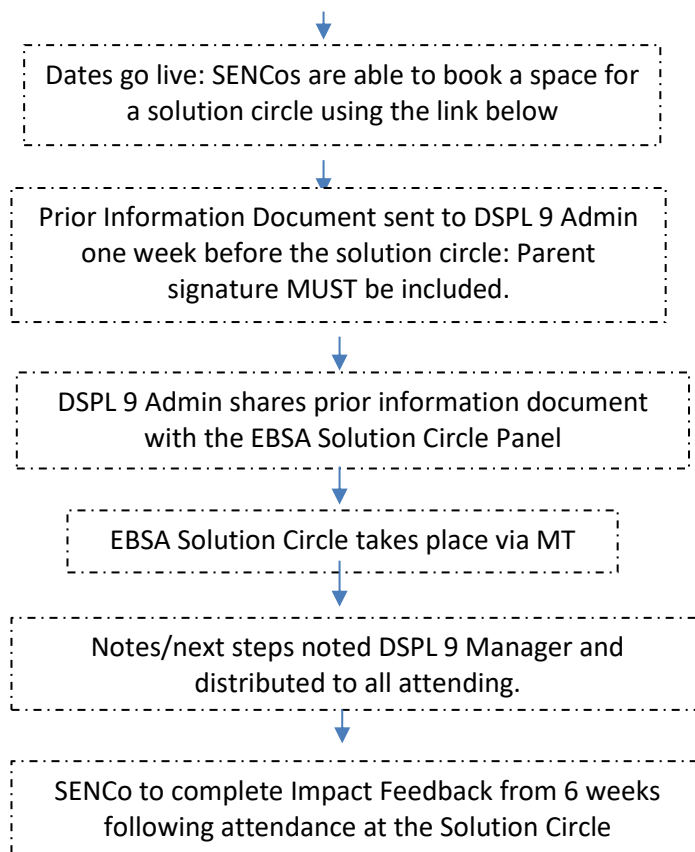 Dates go live: SENCos are able to book a space for
a solution circle using the link below
Prior Information Document sent to DSPL 9 Admin
one week before the solution circle: Parent
signature MUST be included.
DSPL 9 Admin shares prior information document
with the EBSA Solution Circle Panel
EBSA Solution Circle takes place via MT
Notes/next steps noted DSPL 9 Manager and
distributed to all attending.
SENCo to complete Impact Feedback from 6 weeks
following attendance at the Solution Circle